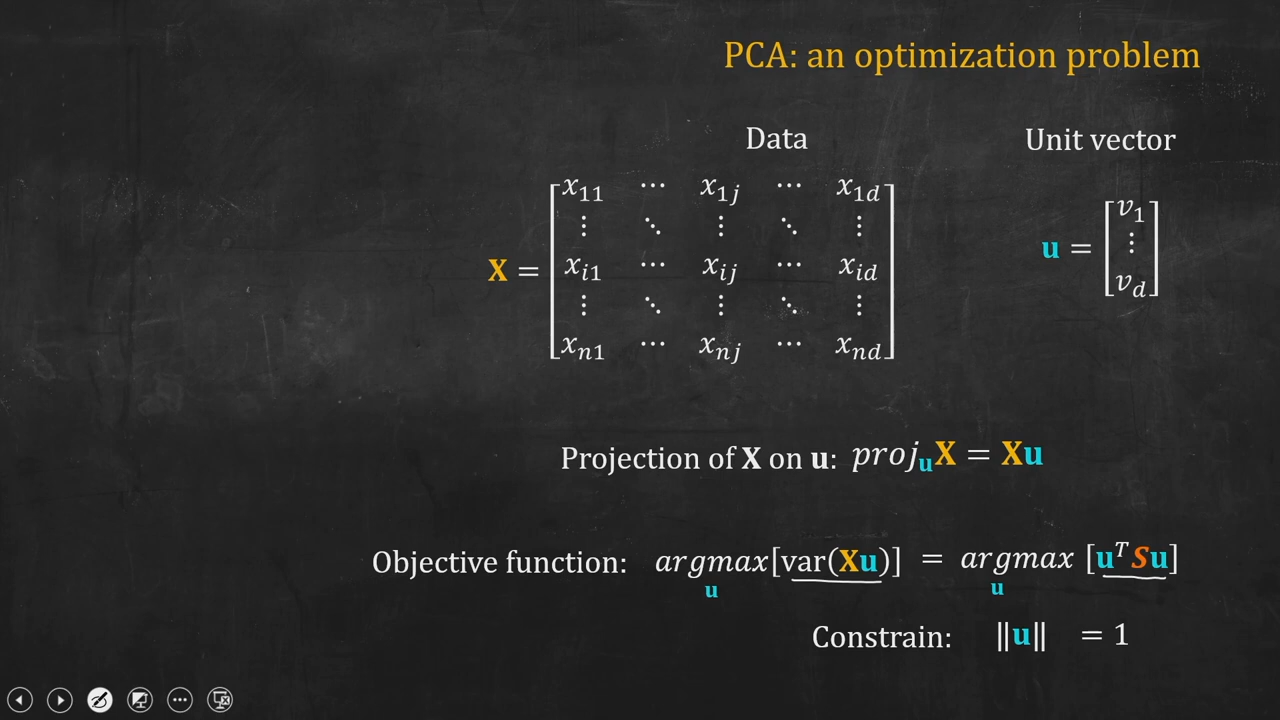 PCA: an optimization problem
Data
Unit vector
X = [x₁₁ ⋯ x₁ⱼ ⋯ x₁d
⋮ ⋱ ⋮ ⋱ ⋮
xᵢ₁ ⋯ xᵢⱼ ⋯ xid
⋮ ⋱ ⋮ ⋱ ⋮
xn₁ ⋯ xnj ⋯ xnd]
u = [v₁
⋮
vd]
Projection of X on u: projᵤX = Xu
Objective function: argmax[var(Xu)] = argmax [uᵀSu]
u u
Constrain: ‖u‖ = 1